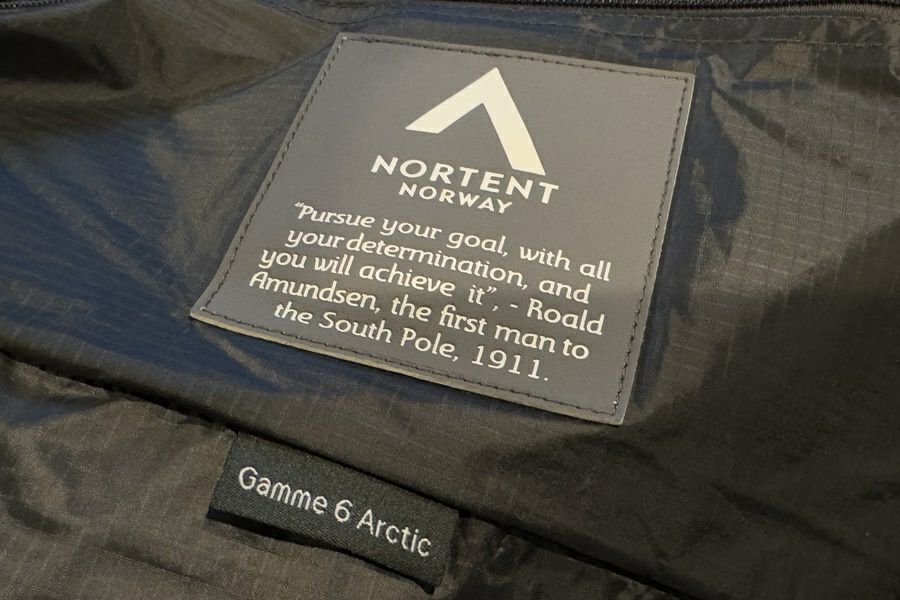 NORTENT
NORWAY
“Pursue your goal, with all
your determination, and
you will achieve it”, - Roald
Amundsen, the first man to
the South Pole, 1911.
Gamme 6 Arctic